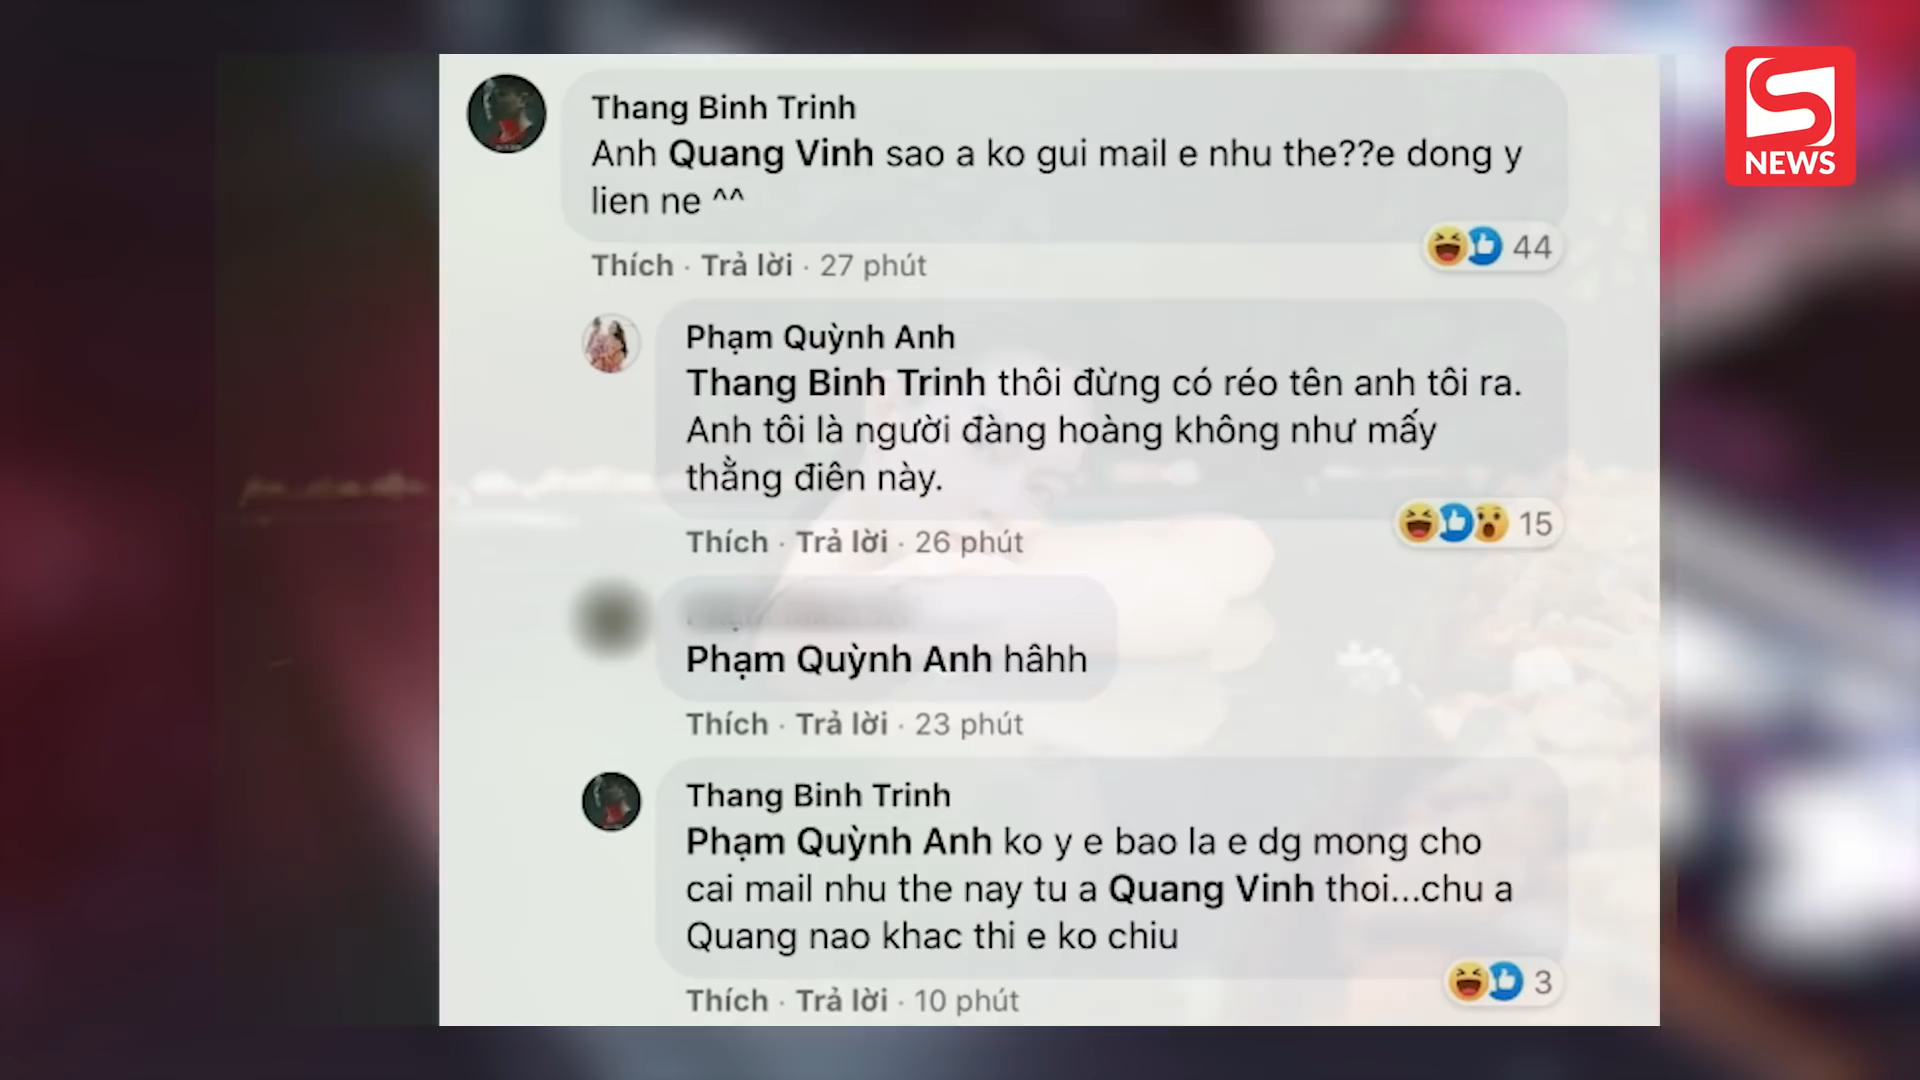 S
NEWS
Thang Binh Trinh
Anh Quang Vinh sao a ko gui mail e nhu the??e dong y
lien ne ^^
44
Thích · Trả lời · 27 phút
Phạm Quỳnh Anh
Thang Binh Trinh thôi đừng có réo tên anh tôi ra.
Anh tôi là người đàng hoàng không như mấy
thằng điên này.
15
Thích · Trả lời · 26 phút
Phạm Quỳnh Anh hâhh
Thích · Trả lời · 23 phút
Thang Binh Trinh
Phạm Quỳnh Anh ko y e bao la e dg mong cho
cai mail nhu the nay tu a Quang Vinh thoi...chu a
Quang nao khac thi e ko chiu
3
Thích · Trả lời · 10 phút